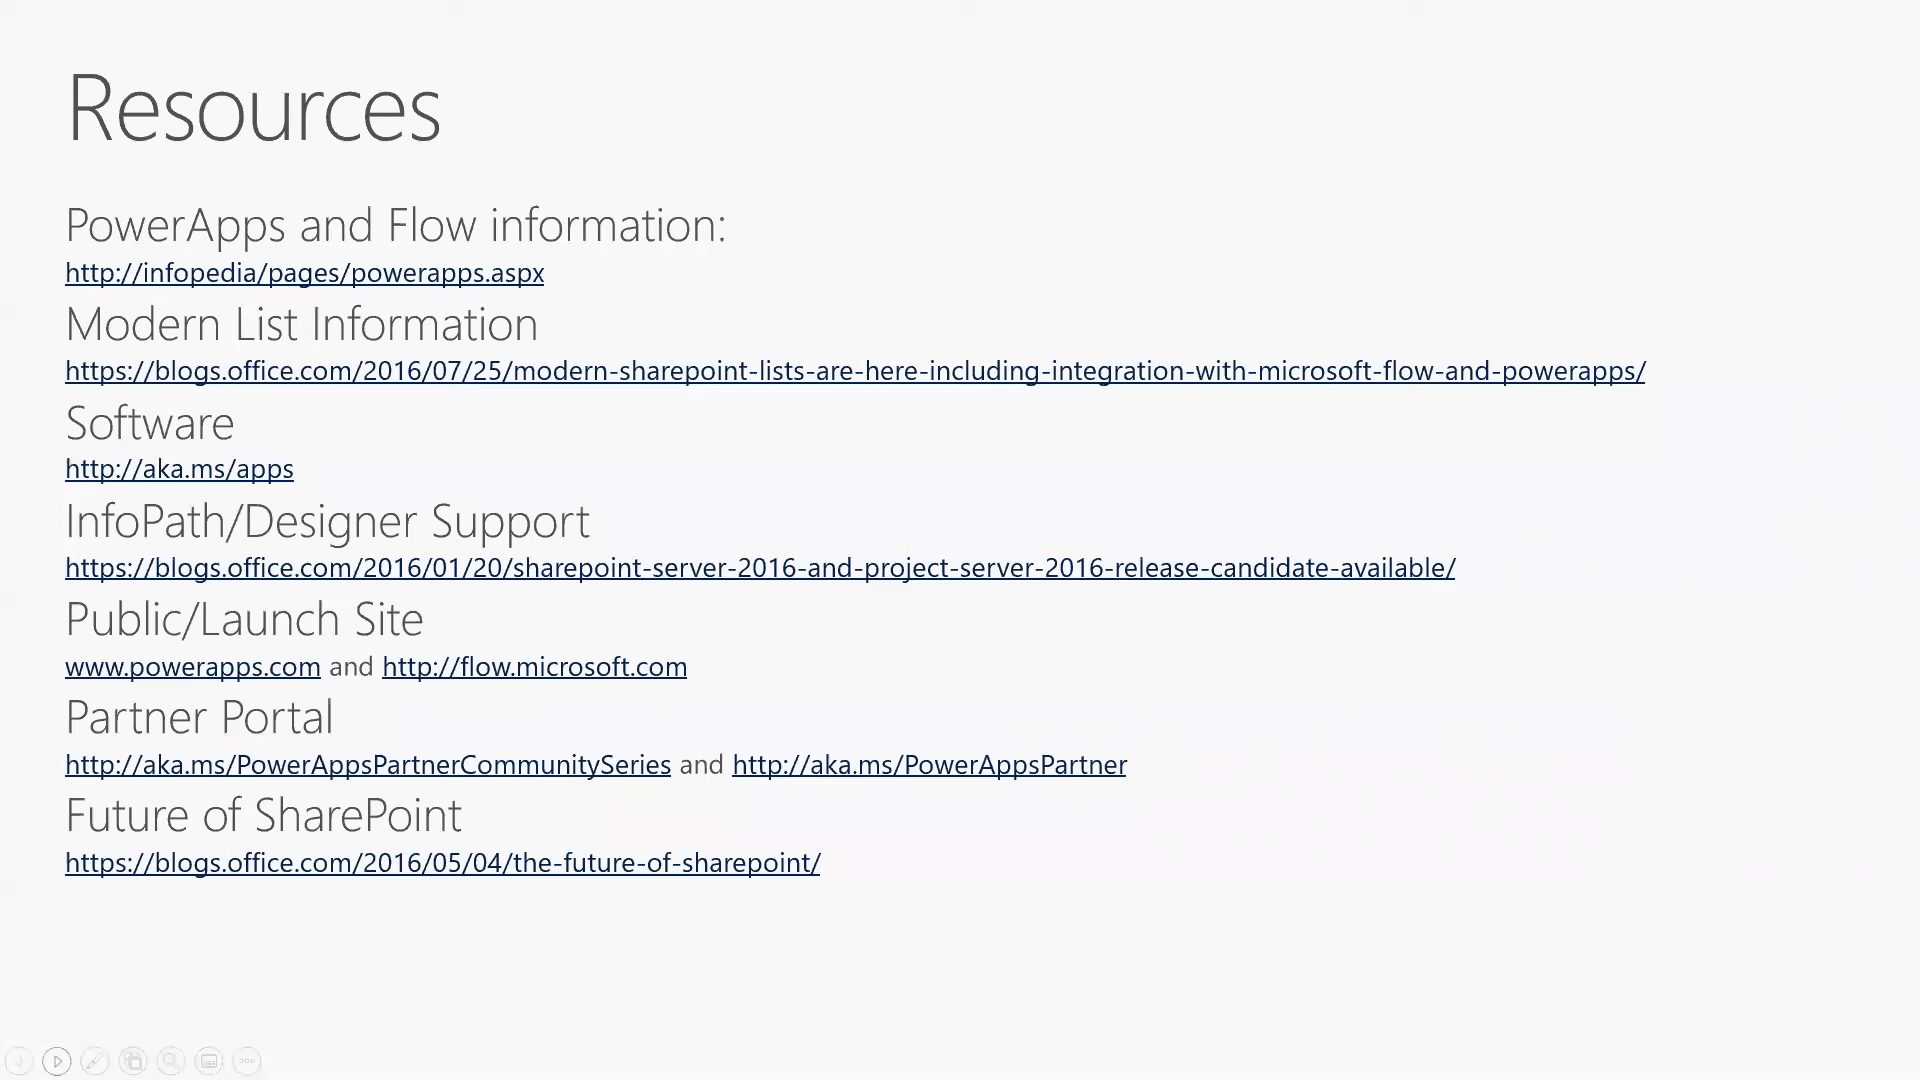 Resources
PowerApps and Flow information:
http://infopedia/pages/powerapps.aspx
Modern List Information
https://blogs.office.com/2016/07/25/modern-sharepoint-lists-are-here-including-integration-with-microsoft-flow-and-powerapps/
Software
http://aka.ms/apps
InfoPath/Designer Support
https://blogs.office.com/2016/01/20/sharepoint-server-2016-and-project-server-2016-release-candidate-available/
Public/Launch Site
www.powerapps.com and http://flow.microsoft.com
Partner Portal
http://aka.ms/PowerAppsPartnerCommunitySeries and http://aka.ms/PowerAppsPartner
Future of SharePoint
https://blogs.office.com/2016/05/04/the-future-of-sharepoint/